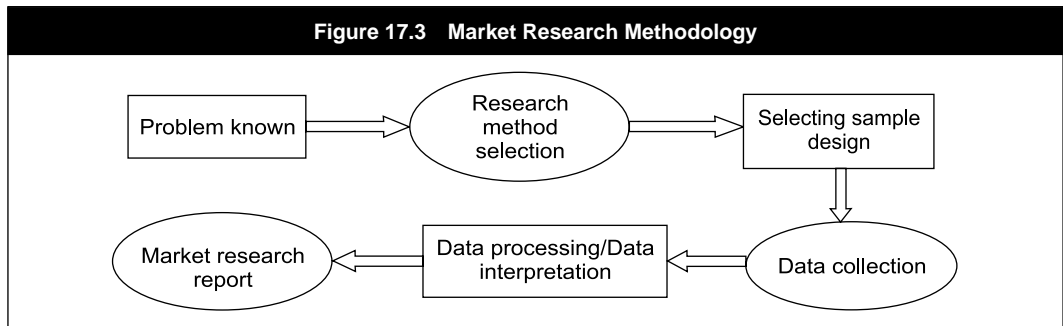 Figure 17.3 Market Research Methodology
Problem known
Research
method
selection
Selecting sample
design
Data collection
Data processing/Data
interpretation
Market research
report